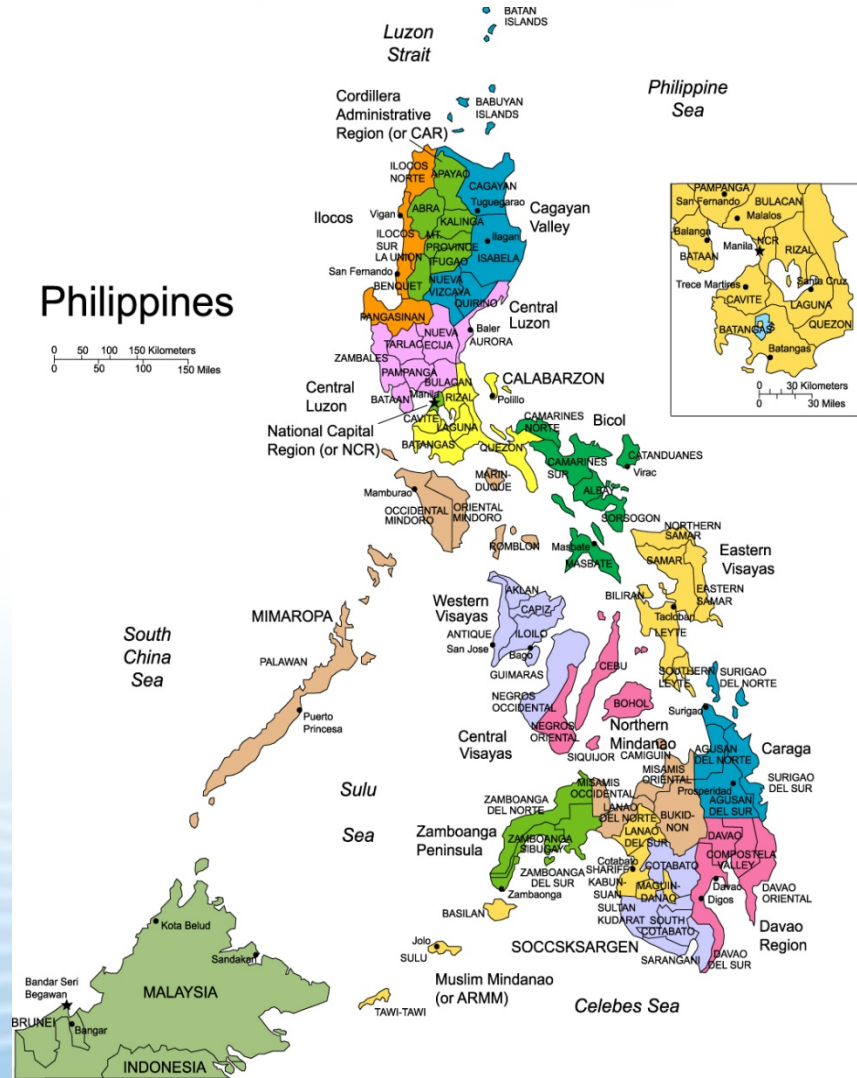 BATAN
ISLANDS
Luzon
Strait
Philippine
Sea
Cordillera
Administrative
Region (or CAR)
BABUYAN
ISLANDS
ILOCOS
NORTE
APAYAO
CAGAYAN
Tuguegarao
Ilocos
Vigan
ABRA
KALINGA
Cagayan
Valley
ILOCOS
SUR
MT.
PROVINCE
Ilagan
LA UNION
IFUGAO
ISABELA
San Fernando
BENGUET
NUEVA
VIZCAYA
QUIRINO
Philippines
0 50 100 150 Kilometers
0 50 100 150 Miles
PANGASINAN
Central
Luzon
NUEVA
ECIJA
Baler
AURORA
TARLAC
ZAMBALES
PAMPANGA
BULACAN
Central
Luzon
BATAAN
Manila
RIZAL
CALABARZON
Polillo
CAVITE
LAGUNA
National Capital
Region (or NCR)
BATANGAS
QUEZON
CAMARINES
NORTE
Bicol
CAMARINES
SUR
CATANDUANES
Virac
ALBAY
SORSOGON
Masbate
MASBATE
MARIN-
DUQUE
Mamburao
OCCIDENTAL
MINDORO
ORIENTAL
MINDORO
ROMBLON
PAMPANGA
San Fernando
BULACAN
Malalos
Balanga
BATAAN
Manila
NCR
RIZAL
Trece Martires
Santa Cruz
CAVITE
LAGUNA
BATANGAS
QUEZON
Batangas
0 30 Kilometers
0 30 Miles
NORTHERN
SAMAR
SAMAR
Eastern
Visayas
EASTERN
SAMAR
BILIRAN
Tacloban
LEYTE
SOUTHERN
LEYTE
Western
Visayas
AKLAN
CAPIZ
ANTIQUE
ILOILO
San Jose
Bago
GUIMARAS
NEGROS
OCCIDENTAL
CEBU
BOHOL
NEGROS
ORIENTAL
Central
Visayas
SIQUIJOR
MIMAROPA
PALAWAN
Puerto
Princesa
South
China
Sea
Sulu
Sea
SURIGAO
DEL NORTE
Surigao
Northern
Mindanao
CAMIGUIN
AGUSAN
DEL NORTE
Caraga
MISAMIS
ORIENTAL
MISAMIS
OCCIDENTAL
Prosperidad
SURIGAO
DEL SUR
AGUSAN
DEL SUR
ZAMBOANGA
DEL NORTE
LANAO
DEL NORTE
BUKID-
NON
LANAO
DEL SUR
DAVAO
Zamboanga
Peninsula
ZAMBOANGA
SIBUGAY
ZAMBOANGA
DEL SUR
Zambaonga
Cotabato
COTABATO
COMPOSTELA
VALLEY
SHARIFF
KABUN-
SUAN
MAGUIN-
DANAO
Davao
Digos
DAVAO
ORIENTAL
SULTAN
KUDARAT
SOUTH
COTABATO
BASILAN
SOCCSKSARGEN
SARANGANI
DAVAO
DEL SUR
Davao
Region
Jolo
SULU
Muslim Mindanao
(or ARMM)
TAWI-TAWI
Celebes Sea
Kota Belud
Sandakan
Bandar Seri
Begawan
MALAYSIA
BRUNEI
Bangar
INDONESIA